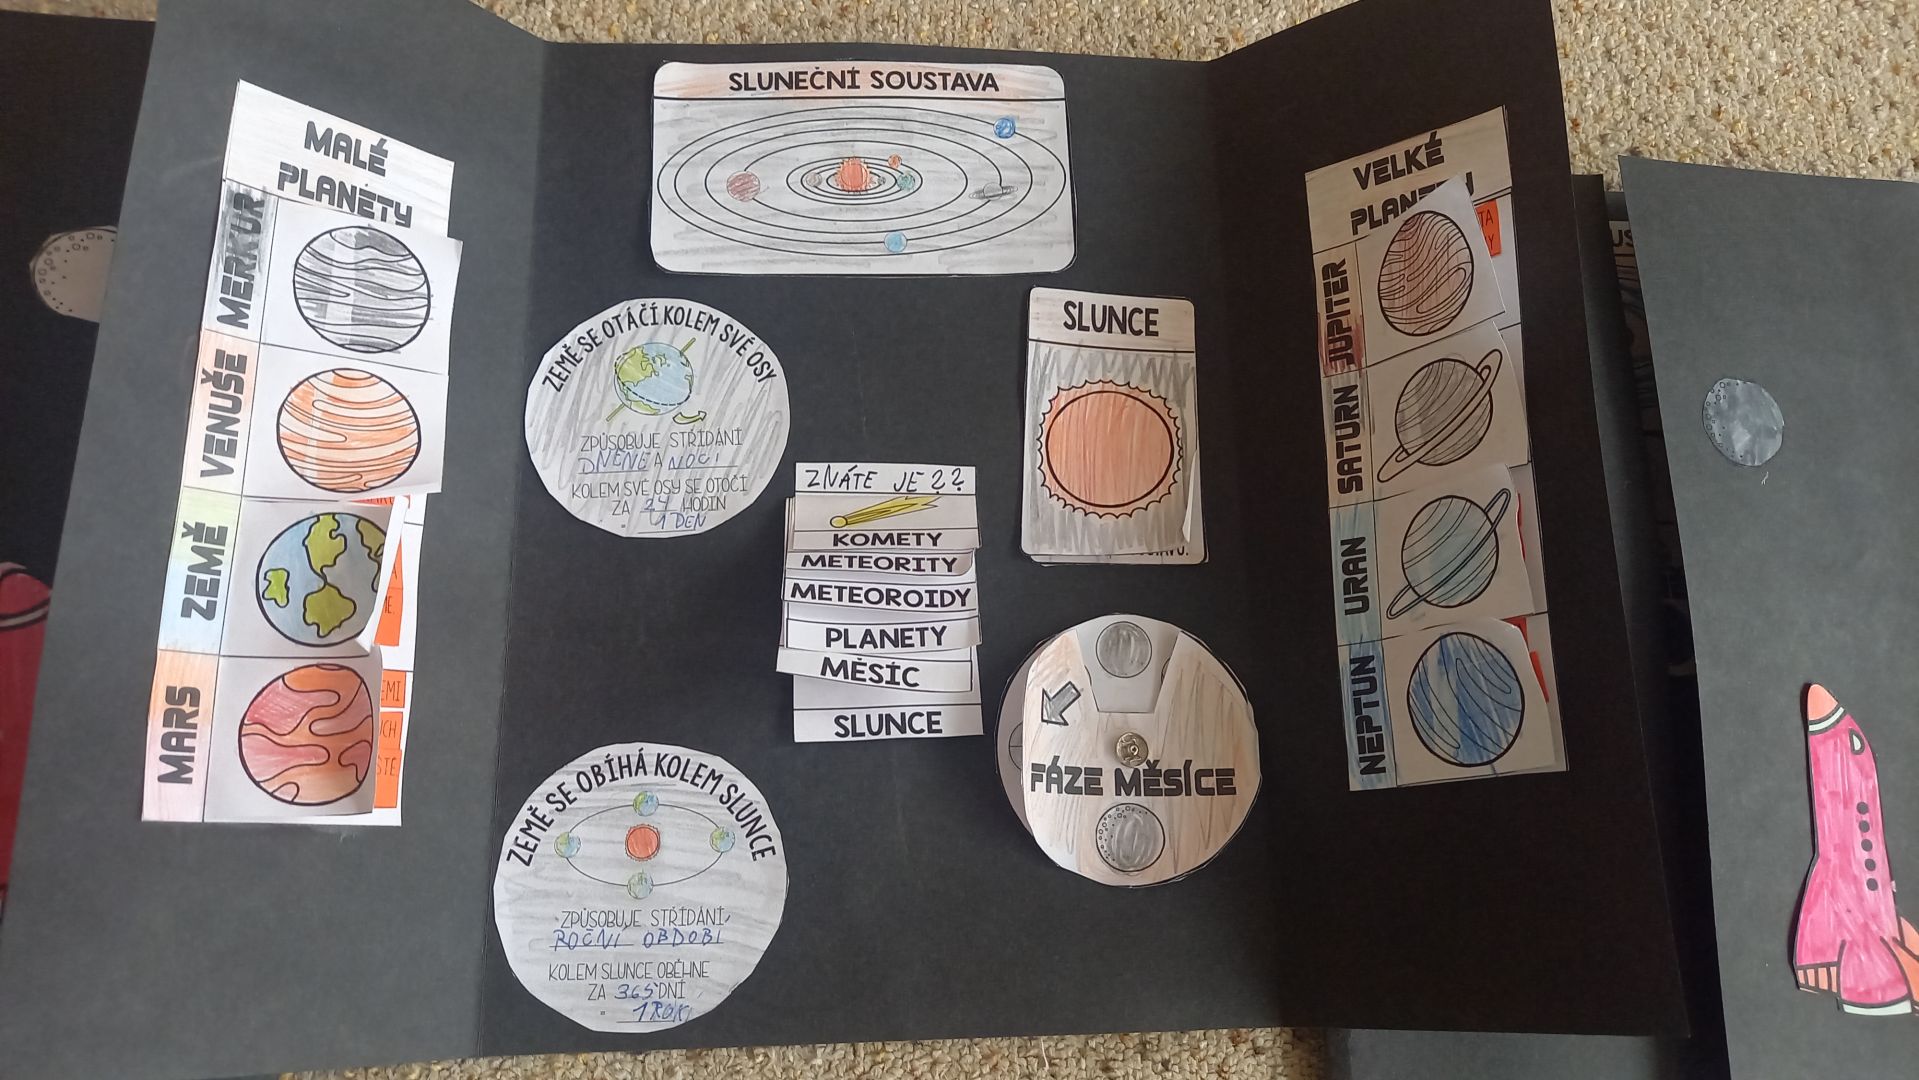 MALÉ
PLANÉTY
MERKUR
VENUŠE
ZEMĚ
MARS
SLUNEČNÍ SOUSTAVA
ZEMĚ SE OTÁČÍ KOLEM SVÉ OSY
ZPŮSOBUJE STŘÍDÁNÍ
DNENE A NOCI
KOLEM SVÉ OSY SE OTOČÍ
ZA 24 HODIN
= 1 DEN
ZEMĚ SE OBÍHÁ KOLEM SLUNCE
ZPŮSOBUJE STŘÍDÁNÍ
ROČNÍ OBDOBÍ
KOLEM SLUNCE OBĚHNE
ZA 365 DNÍ
= 1 ROK
ZNÁTE JE??
KOMETY
METEORITY
METEOROIDY
PLANETY
MĚSÍC
SLUNCE
SLUNCE
FÁZE MĚSÍCE
VELKÉ
PLANÉTY
JUPITER
SATURN
URAN
NEPTUN